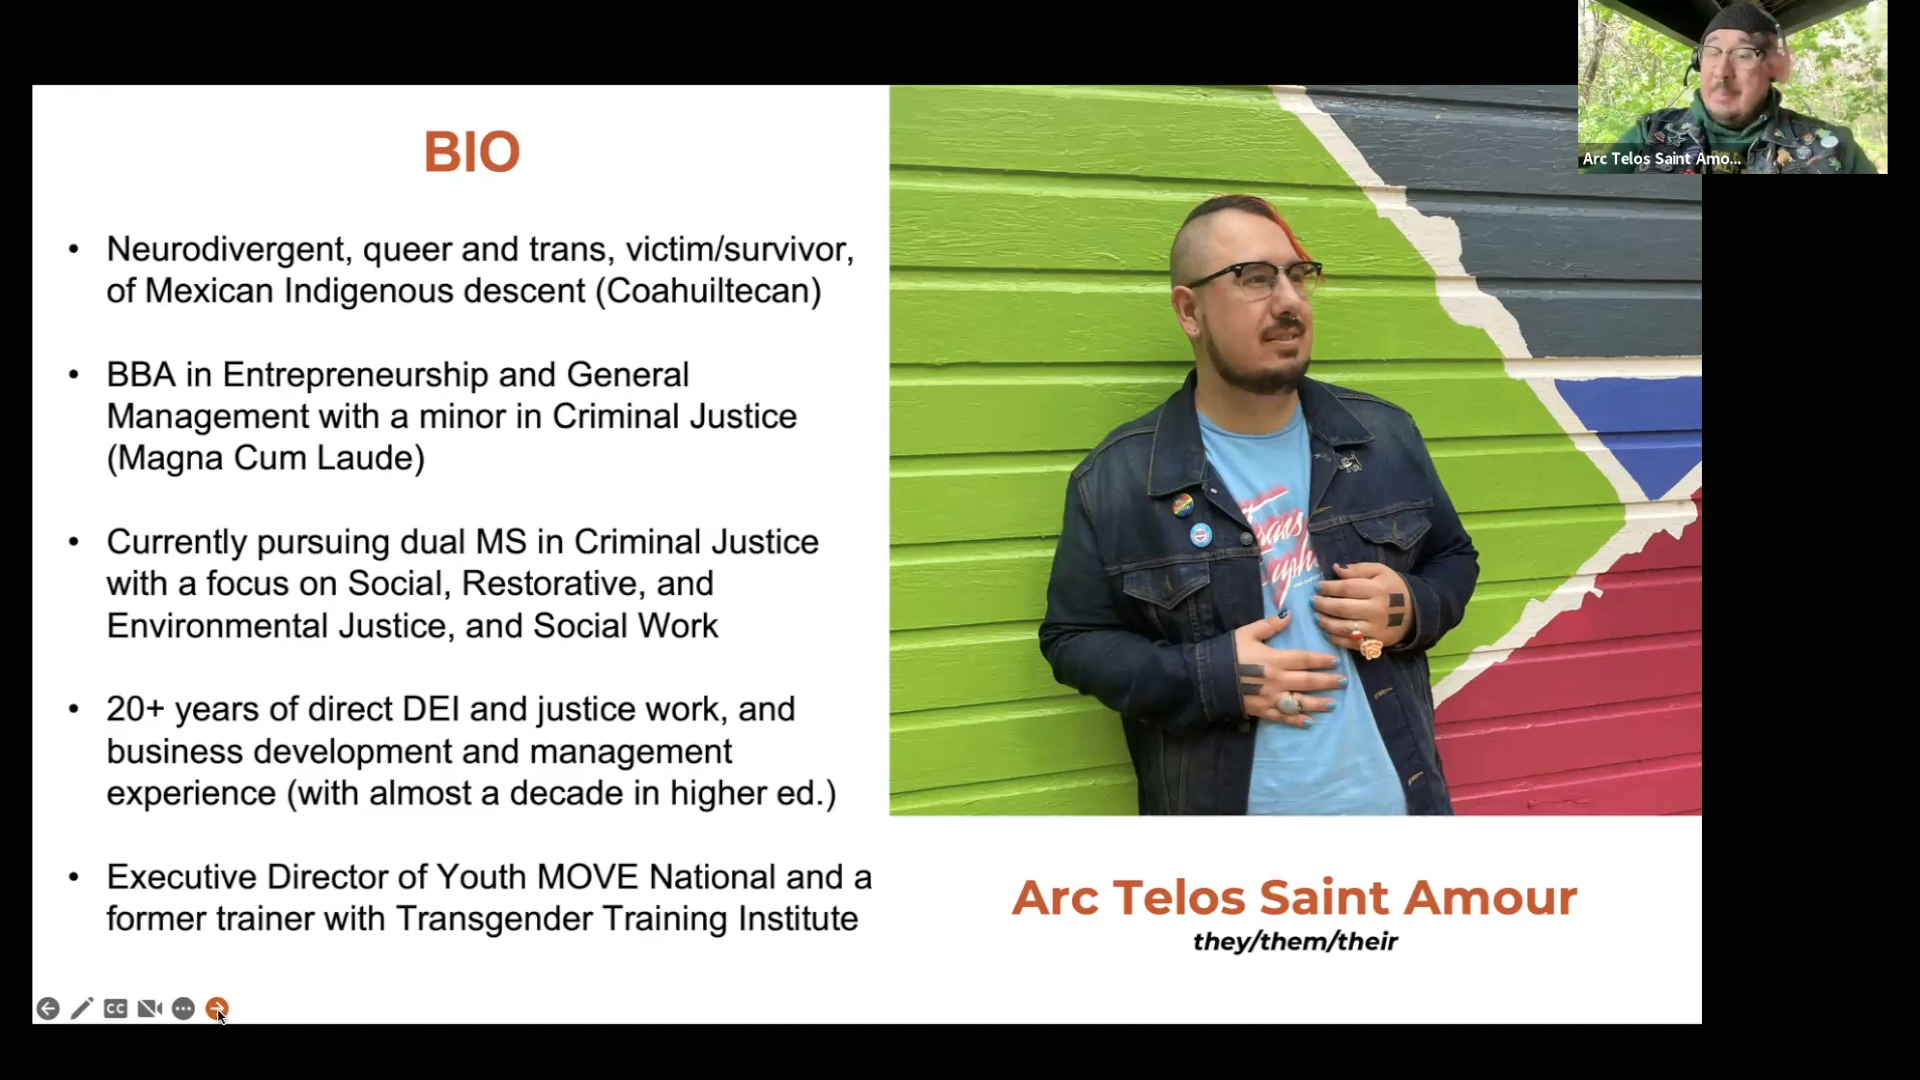 Arc Telos Saint Amo...
BIO
• Neurodivergent, queer and trans, victim/survivor,
of Mexican Indigenous descent (Coahuiltecan)
• BBA in Entrepreneurship and General
Management with a minor in Criminal Justice
(Magna Cum Laude)
• Currently pursuing dual MS in Criminal Justice
with a focus on Social, Restorative, and
Environmental Justice, and Social Work
• 20+ years of direct DEI and justice work, and
business development and management
experience (with almost a decade in higher ed.)
• Executive Director of Youth MOVE National and a
former trainer with Transgender Training Institute
Arc Telos Saint Amour
they/them/their
CC